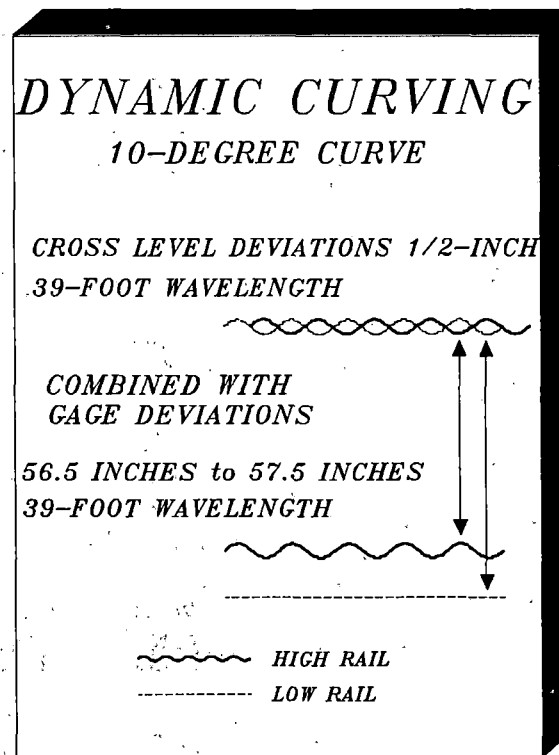 DYNAMIC CURVING
10-DEGREE CURVE
CROSS LEVEL DEVIATIONS 1/2-INCH
39-FOOT WAVELENGTH
COMBINED WITH
GAGE DEVIATIONS
56.5 INCHES to 57.5 INCHES
39-FOOT WAVELENGTH
HIGH RAIL
LOW RAIL